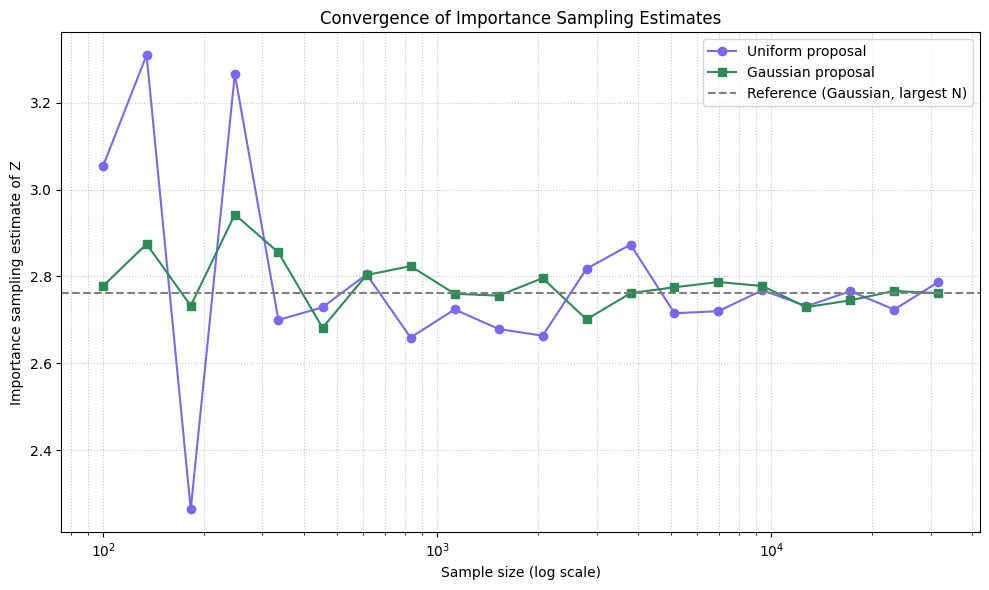 Convergence of Importance Sampling Estimates
Uniform proposal
Gaussian proposal
Reference (Gaussian, largest N)
Importance sampling estimate of Z
3.2
3.0
2.8
2.6
2.4
10²
10³
10⁴
Sample size (log scale)